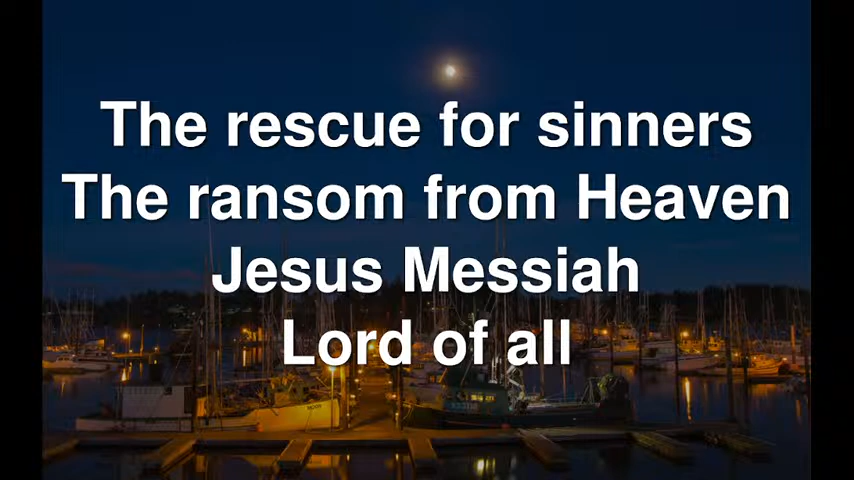 The rescue for sinners
The ransom from Heaven
Jesus Messiah
Lord of all